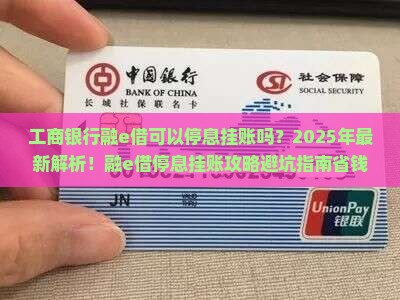 中国银行
BANK OF CHINA
长城 社保联名卡
社会保障
SOCIAL SECURITY
工商银行融e借可以停息挂账吗？2025年最
新解析！融e借停息挂账攻略避坑指南省钱
JN
UnionPay
银联